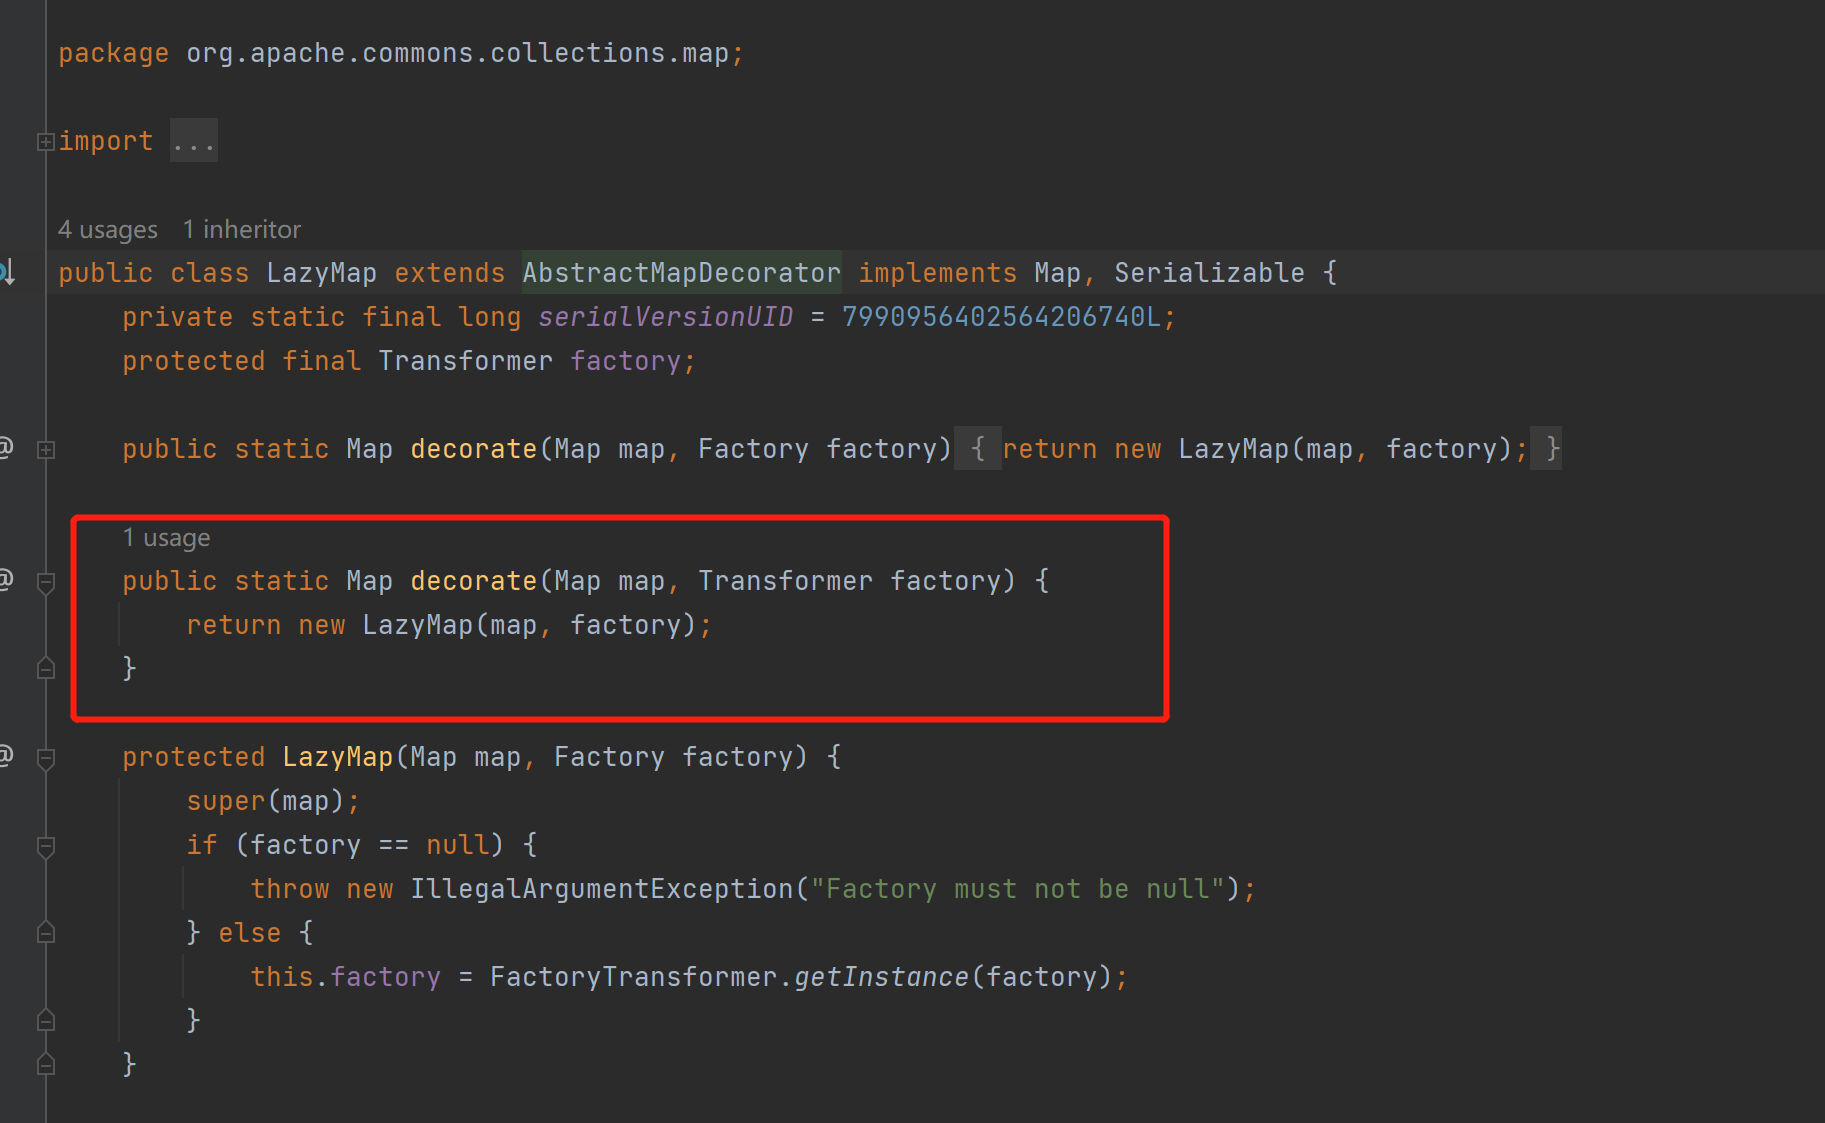 package org.apache.commons.collections.map;
import ...
4 usages   1 inheritor
public class LazyMap extends AbstractMapDecorator implements Map, Serializable {
    private static final long serialVersionUID = 7990956402564206740L;
    protected final Transformer factory;
    public static Map decorate(Map map, Factory factory) { return new LazyMap(map, factory); }
    1 usage
    public static Map decorate(Map map, Transformer factory) {
        return new LazyMap(map, factory);
    }
    protected LazyMap(Map map, Factory factory) {
        super(map);
        if (factory == null) {
            throw new IllegalArgumentException("Factory must not be null");
        } else {
            this.factory = FactoryTransformer.getInstance(factory);
        }
    }